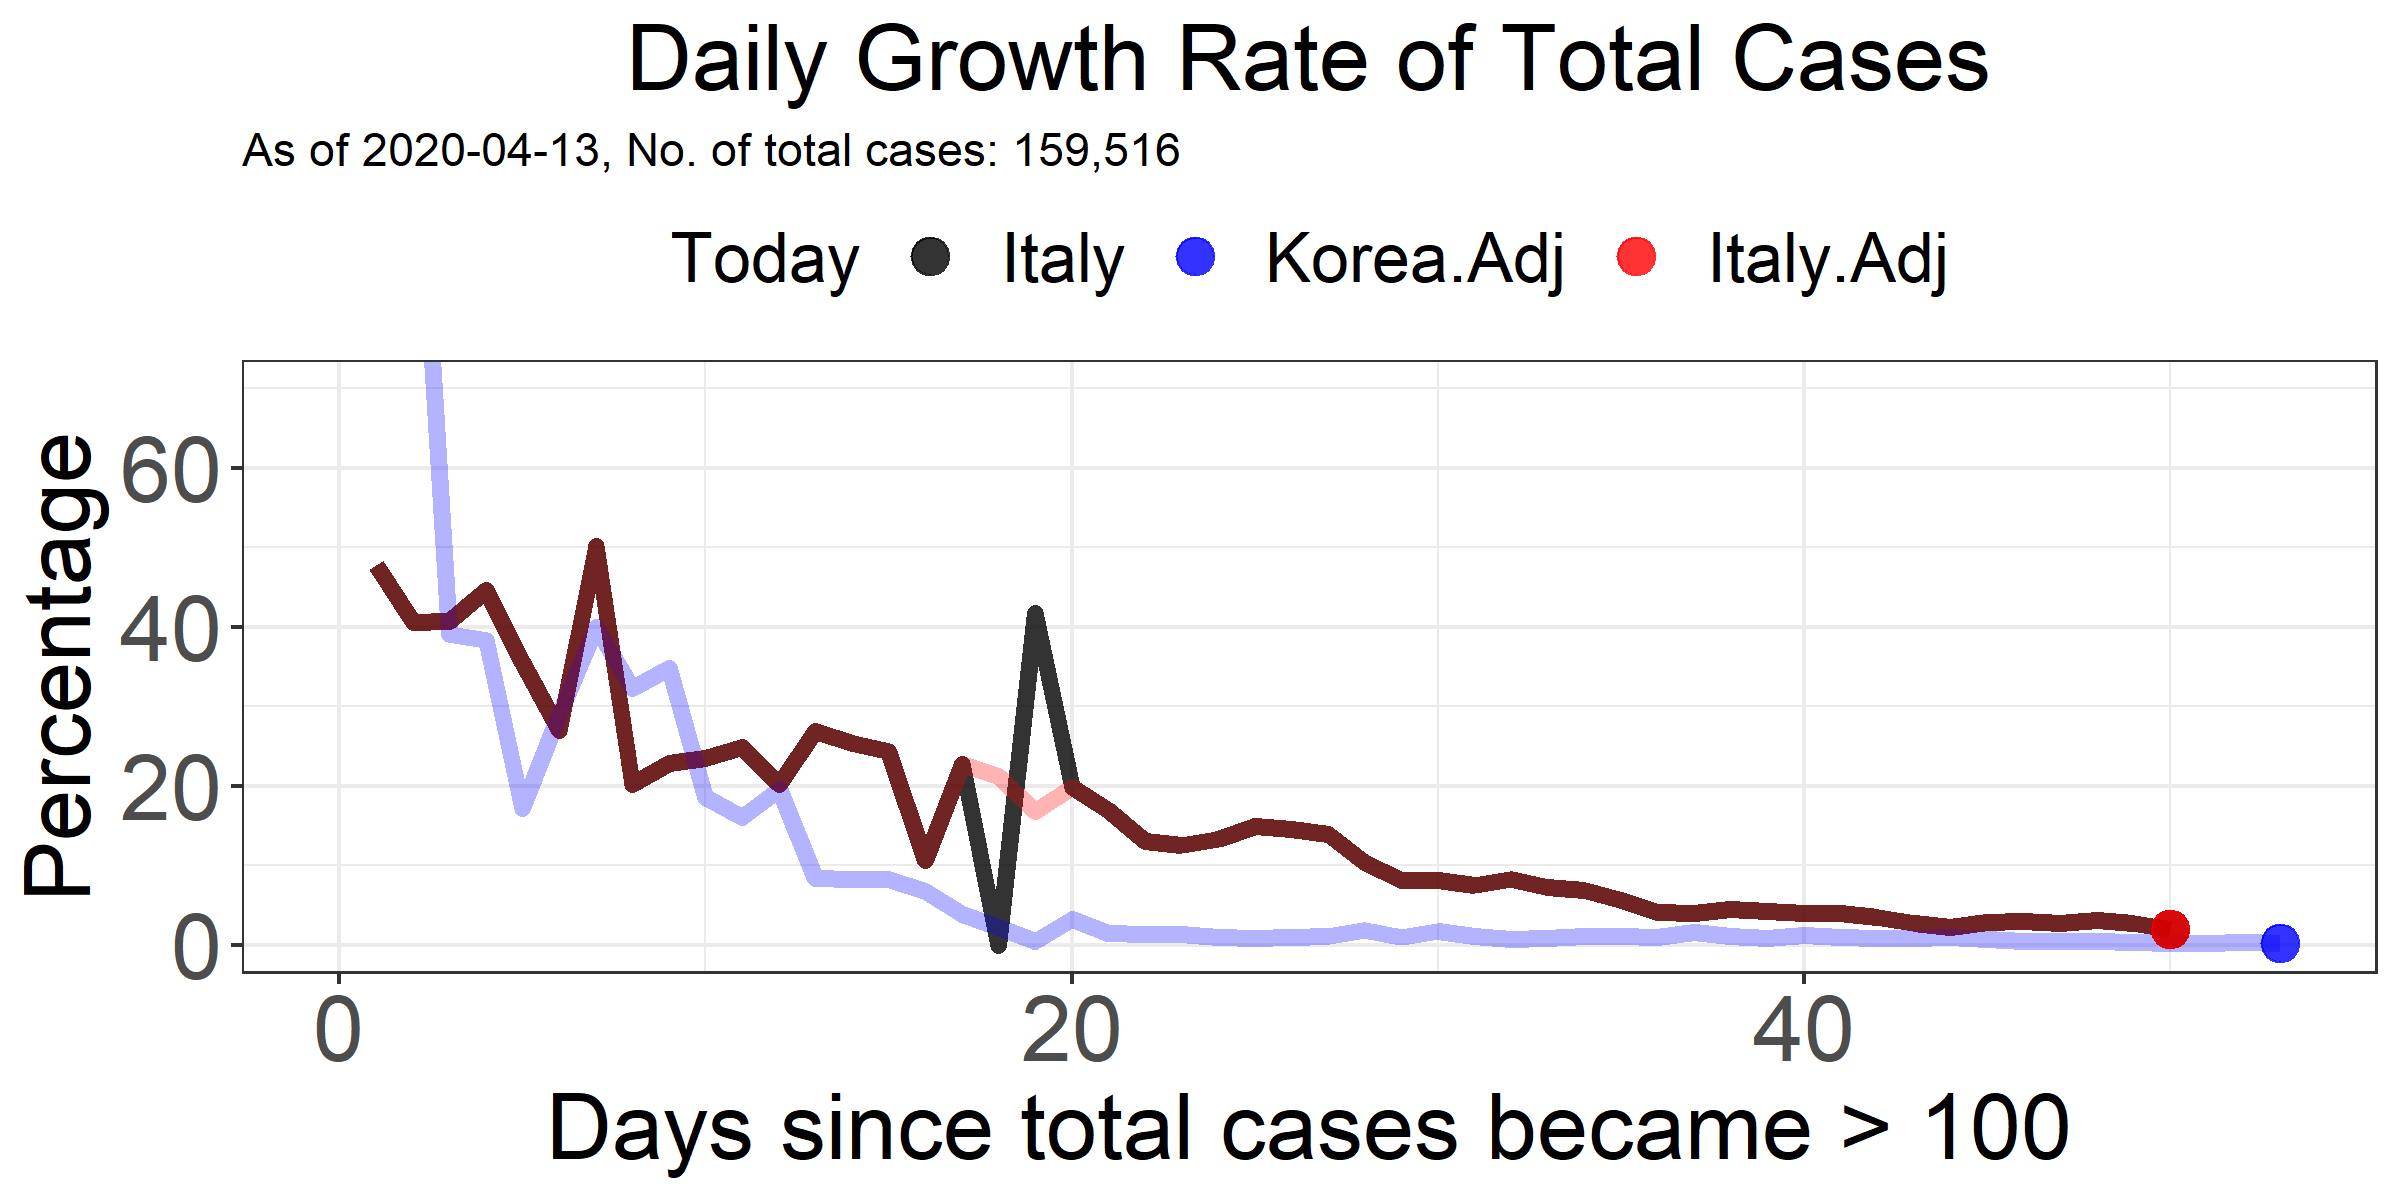 Daily Growth Rate of Total Cases
As of 2020-04-13, No. of total cases: 159,516
Today Italy Korea.Adj Italy.Adj
Percentage
60
40
20
0
0 20 40
Days since total cases became > 100